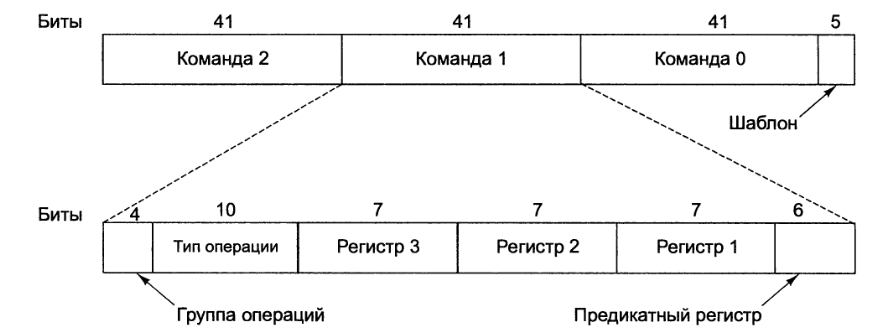 Биты 41 41 41 5
Команда 2 Команда 1 Команда 0
Шаблон
Биты 4 10 7 7 7 6
Тип операции Регистр 3 Регистр 2 Регистр 1
Группа операций Предикатный регистр